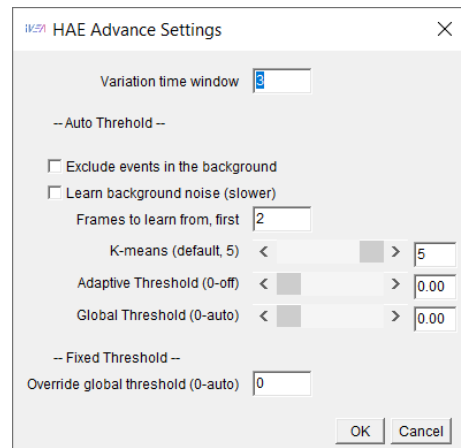 iVEA HAE Advance Settings
Variation time window 3
-- Auto Threhold --
Exclude events in the background
Learn background noise (slower)
Frames to learn from, first 2
K-means (default, 5) < > 5
Adaptive Threshold (0-off) < > 0.00
Global Threshold (0-auto) < > 0.00
-- Fixed Threshold --
Override global threshold (0-auto) 0
OK Cancel